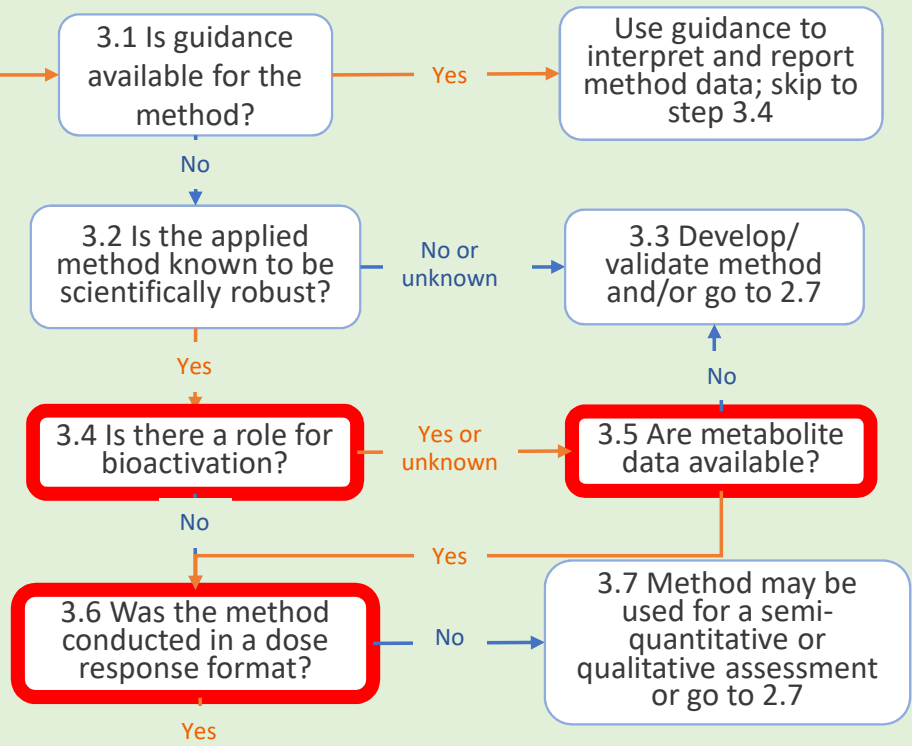 3.1 Is guidance
available for the
method?
Yes
Use guidance to
interpret and report
method data; skip to
step 3.4
No
3.2 Is the applied
method known to be
scientifically robust?
No or
unknown
3.3 Develop/
validate method
and/or go to 2.7
Yes
No
3.4 Is there a role for
bioactivation?
Yes or
unknown
3.5 Are metabolite
data available?
No
Yes
3.6 Was the method
conducted in a dose
response format?
No
3.7 Method may be
used for a semi-
quantitative or
qualitative assessment
or go to 2.7
Yes